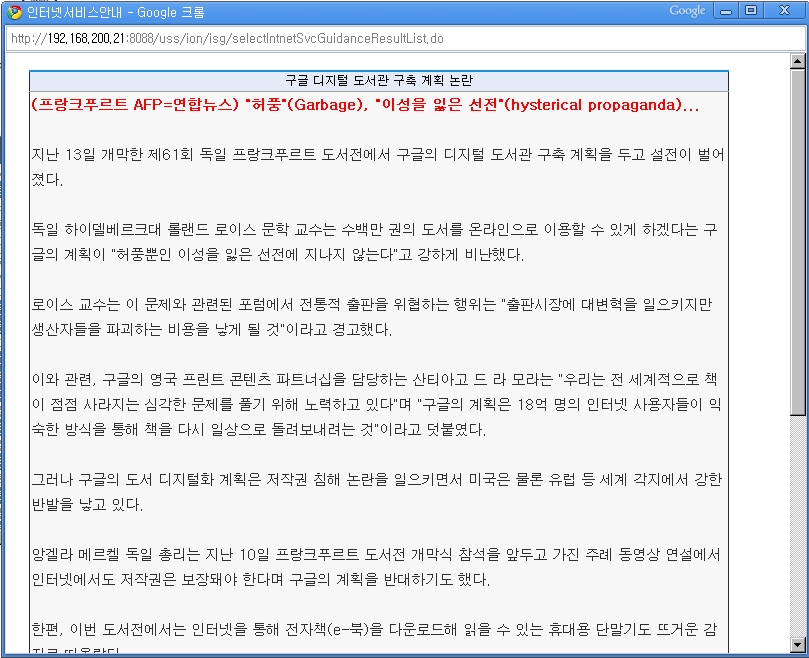 인터넷서비스안내 - Google 크롬
Google
http://192.168.200.21:8088/uss/ion/isg/selectIntnetSvcGuidanceResultList.do
구글 디지털 도서관 구축 계획 논란
(프랑크푸르트 AFP=연합뉴스) "허풍"(Garbage), "이성을 잃은 선전"(hysterical propaganda)...
지난 13일 개막한 제61회 독일 프랑크푸르트 도서전에서 구글의 디지털 도서관 구축 계획을 두고 설전이 벌어
졌다.
독일 하이델베르크대 롤랜드 로이스 문학 교수는 수백만 권의 도서를 온라인으로 이용할 수 있게 하겠다는 구
글의 계획이 "허풍뿐인 이성을 잃은 선전에 지나지 않는다"고 강하게 비난했다.
로이스 교수는 이 문제와 관련된 포럼에서 전통적 출판을 위협하는 행위는 "출판시장에 대변혁을 일으키지만
생산자들을 파괴하는 비용을 낳게 될 것"이라고 경고했다.
이와 관련, 구글의 영국 프린트 콘텐츠 파트너십을 담당하는 산티아고 드 라 모라는 "우리는 전 세계적으로 책
이 점점 사라지는 심각한 문제를 풀기 위해 노력하고 있다"며 "구글의 계획은 18억 명의 인터넷 사용자들이 익
숙한 방식을 통해 책을 다시 일상으로 돌려보내려는 것"이라고 덧붙였다.
그러나 구글의 도서 디지털화 계획은 저작권 침해 논란을 일으키면서 미국은 물론 유럽 등 세계 각지에서 강한
반발을 낳고 있다.
앙겔라 메르켈 독일 총리는 지난 10일 프랑크푸르트 도서전 개막식 참석을 앞두고 가진 주례 동영상 연설에서
인터넷에서도 저작권은 보장돼야 한다며 구글의 계획을 반대하기도 했다.
한편, 이번 도서전에서는 인터넷을 통해 전자책(e-북)을 다운로드해 읽을 수 있는 휴대용 단말기도 뜨거운 감